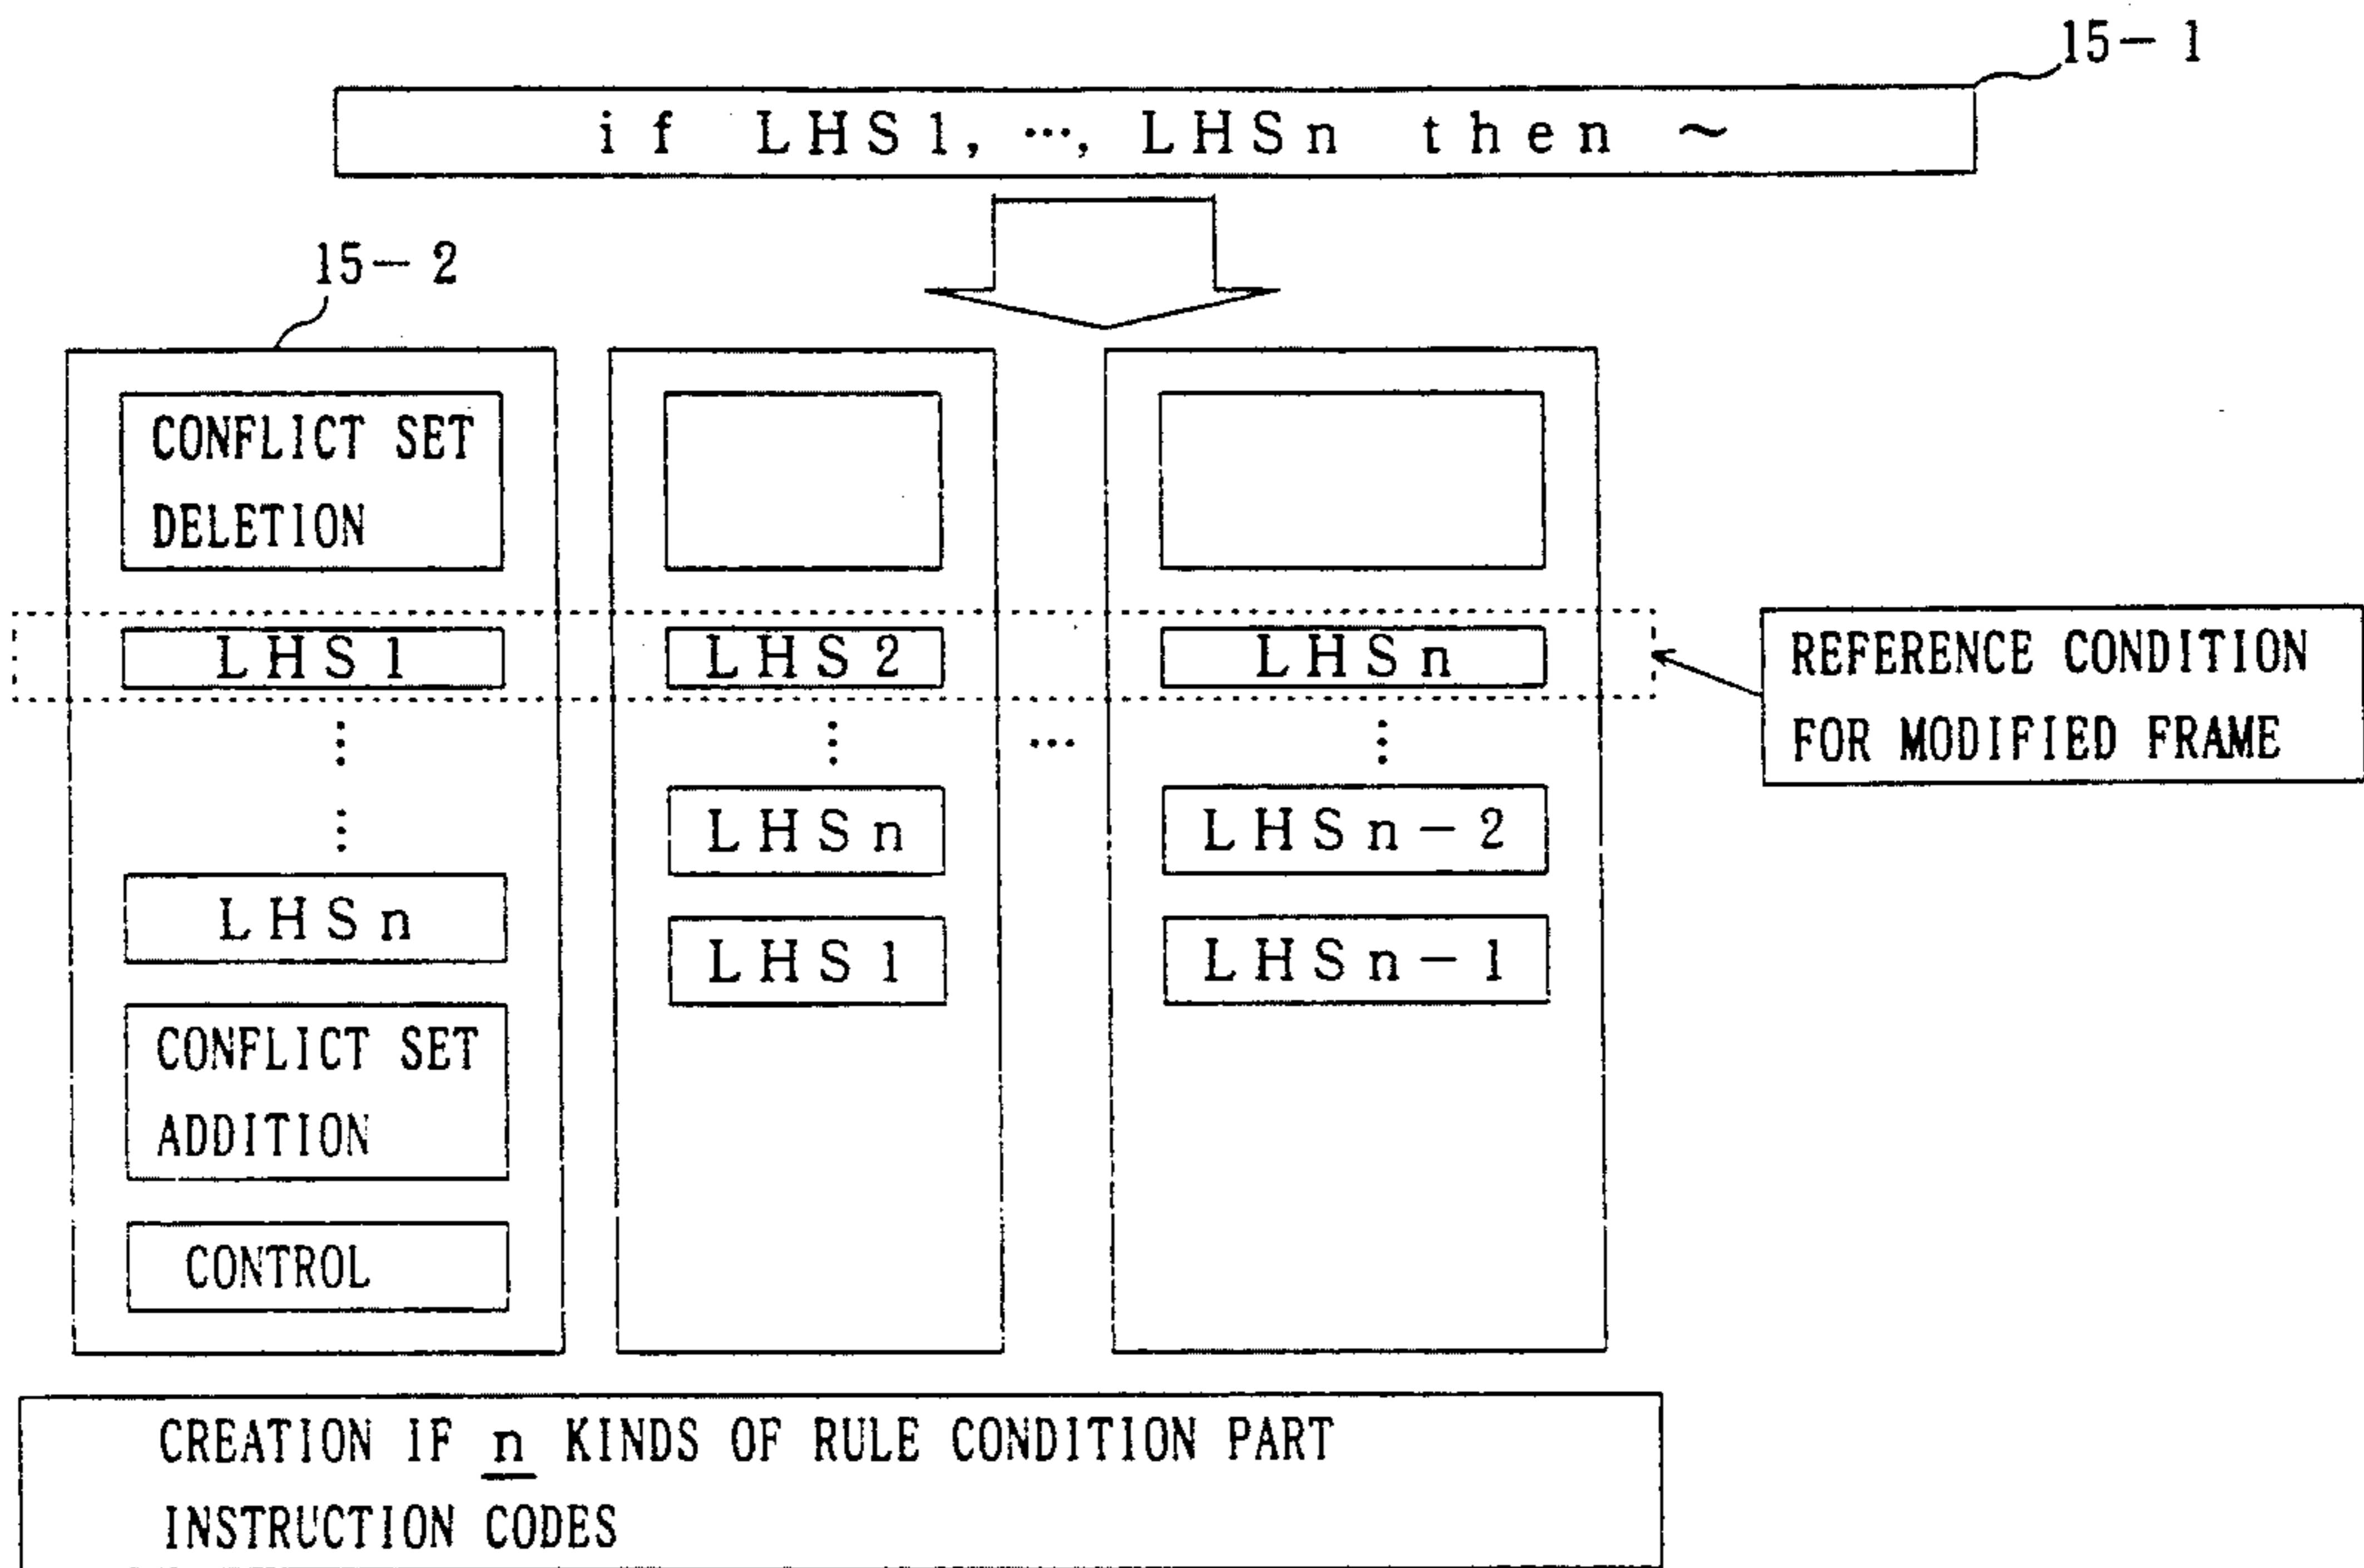 15-1
if LHS1, …, LHSn then ~
15-2
CONFLICT SET
DELETION
LHS1
LHS2
LHSn
REFERENCE CONDITION
FOR MODIFIED FRAME
⋮
⋮
⋮
…
⋮
LHSn
LHSn-2
LHSn
LHS1
LHSn-1
CONFLICT SET
ADDITION
CONTROL
CREATION IF n KINDS OF RULE CONDITION PART
INSTRUCTION CODES